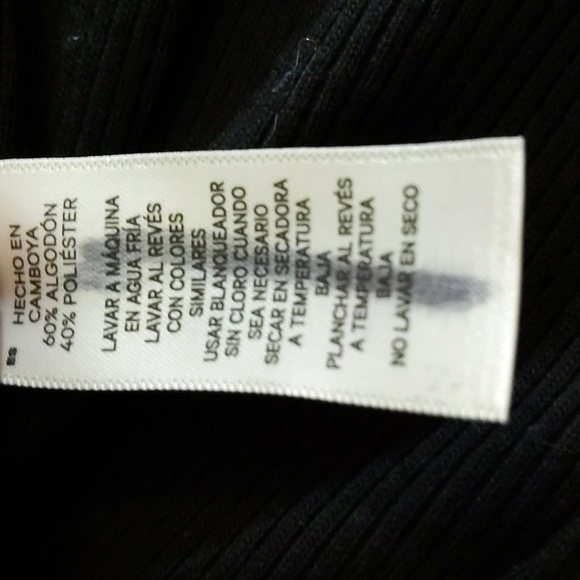 ES
HECHO EN
CAMBOYA
60% ALGODÓN
40% POLIÉSTER
LAVAR A MÁQUINA
EN AGUA FRÍA
LAVAR AL REVÉS
CON COLORES
SIMILARES
USAR BLANQUEADOR
SIN CLORO CUANDO
SEA NECESARIO
SECAR EN SECADORA
A TEMPERATURA
BAJA
PLANCHAR AL REVÉS
A TEMPERATURA
BAJA
NO LAVAR EN SECO